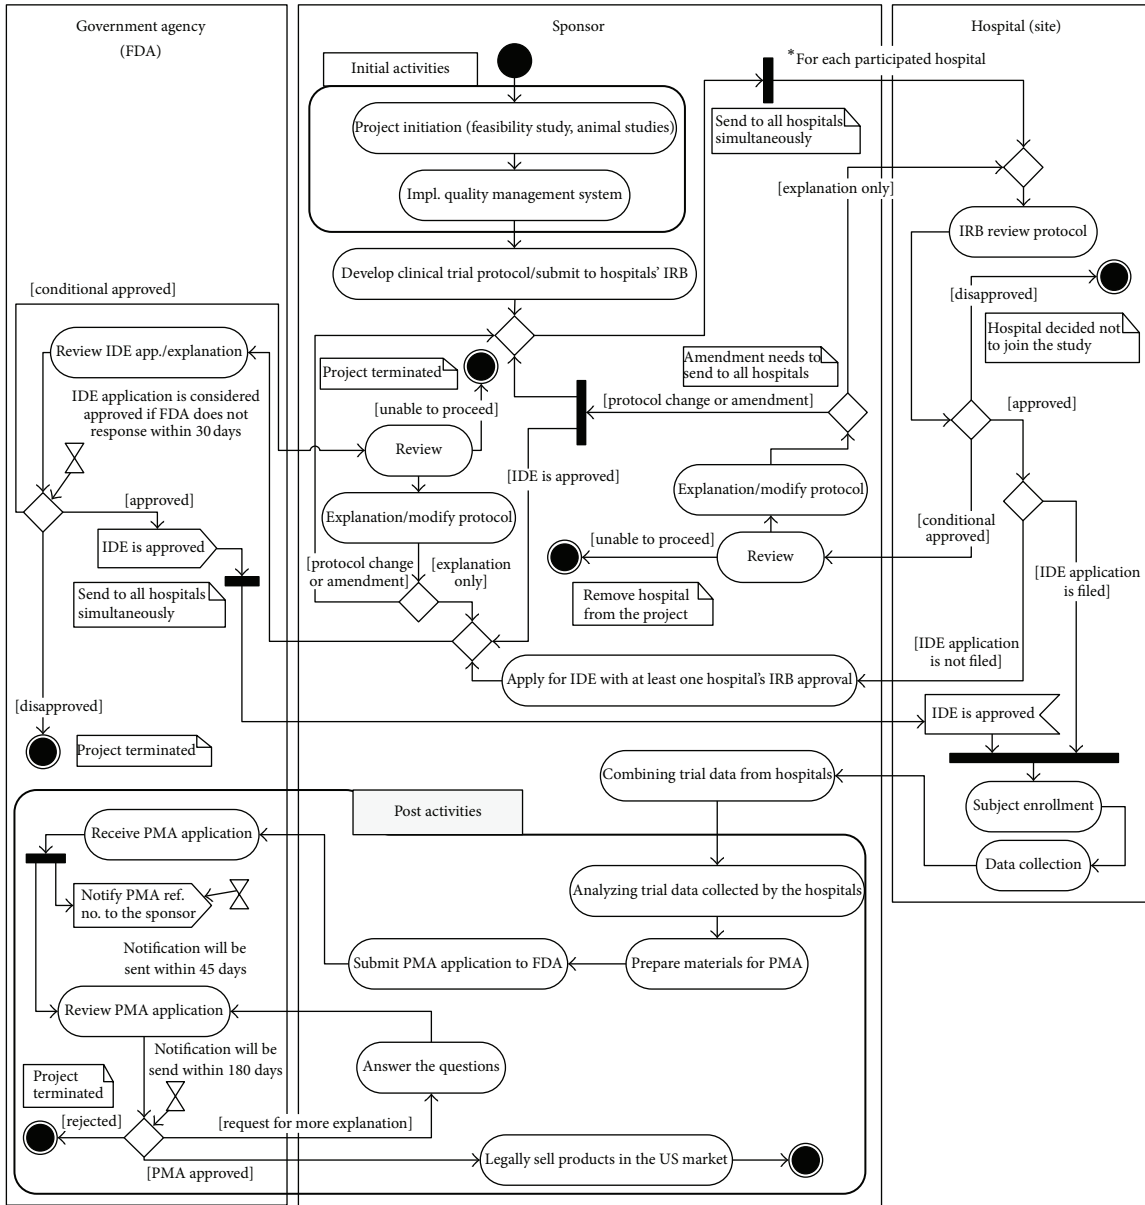 Government agency
(FDA)
Sponsor
Hospital (site)
Initial activities
*For each participated hospital
Project initiation (feasibility study, animal studies)
Send to all hospitals
simultaneously
Impl. quality management system
[explanation only]
IRB review protocol
Develop clinical trial protocol/submit to hospitals' IRB
[conditional approved]
[disapproved]
Hospital decided not
to join the study
Review IDE app./explanation
Project terminated
Amendment needs to
send to all hospitals
IDE application is considered
approved if FDA does not
response within 30 days
[unable to proceed]
[protocol change or amendment]
[approved]
Review
[IDE is approved]
Explanation/modify protocol
[approved]
Explanation/modify protocol
[conditional
approved]
IDE is approved
[unable to proceed]
Review
[protocol change
or amendment]
[explanation
only]
[IDE application
is filed]
Send to all hospitals
simultaneously
Remove hospital
from the project
[IDE application
is not filed]
Apply for IDE with at least one hospital's IRB approval
[disapproved]
IDE is approved
Project terminated
Combining trial data from hospitals
Post activities
Subject enrollment
Receive PMA application
Data collection
Notify PMA ref.
no. to the sponsor
Analyzing trial data collected by the hospitals
Notification will be
sent within 45 days
Submit PMA application to FDA
Prepare materials for PMA
Review PMA application
Notification will be
send within 180 days
Answer the questions
Project
terminated
[rejected]
[request for more explanation]
[PMA approved]
Legally sell products in the US market